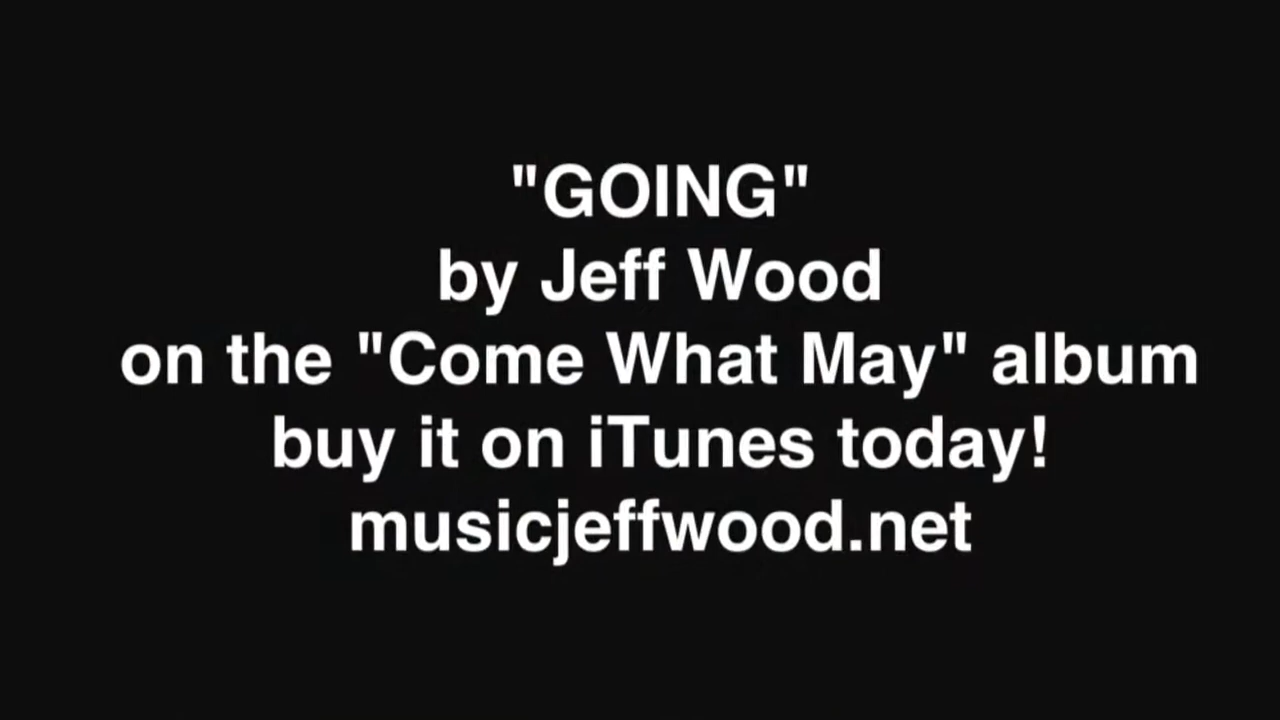 "GOING"
by Jeff Wood
on the "Come What May" album
buy it on iTunes today!
musicjeffwood.net